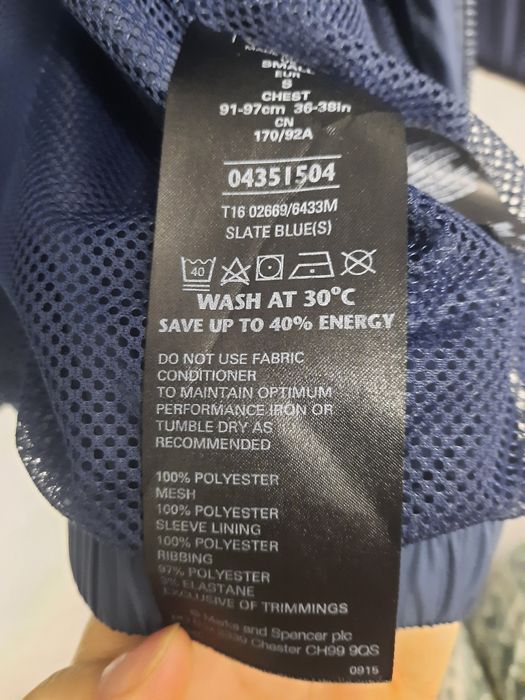 SMALL
EUR
S
CHEST
91-97cm 36-38in
CN
170/92A
04351504
T16 02669/6433M
SLATE BLUE(S)
40
WASH AT 30°C
SAVE UP TO 40% ENERGY
DO NOT USE FABRIC
CONDITIONER
TO MAINTAIN OPTIMUM
PERFORMANCE IRON OR
TUMBLE DRY AS
RECOMMENDED
100% POLYESTER
MESH
100% POLYESTER
SLEEVE LINING
100% POLYESTER
RIBBING
97% POLYESTER
3% ELASTANE
EXCLUSIVE OF TRIMMINGS
© Marks and Spencer plc
Chester CH99 9QS
0915